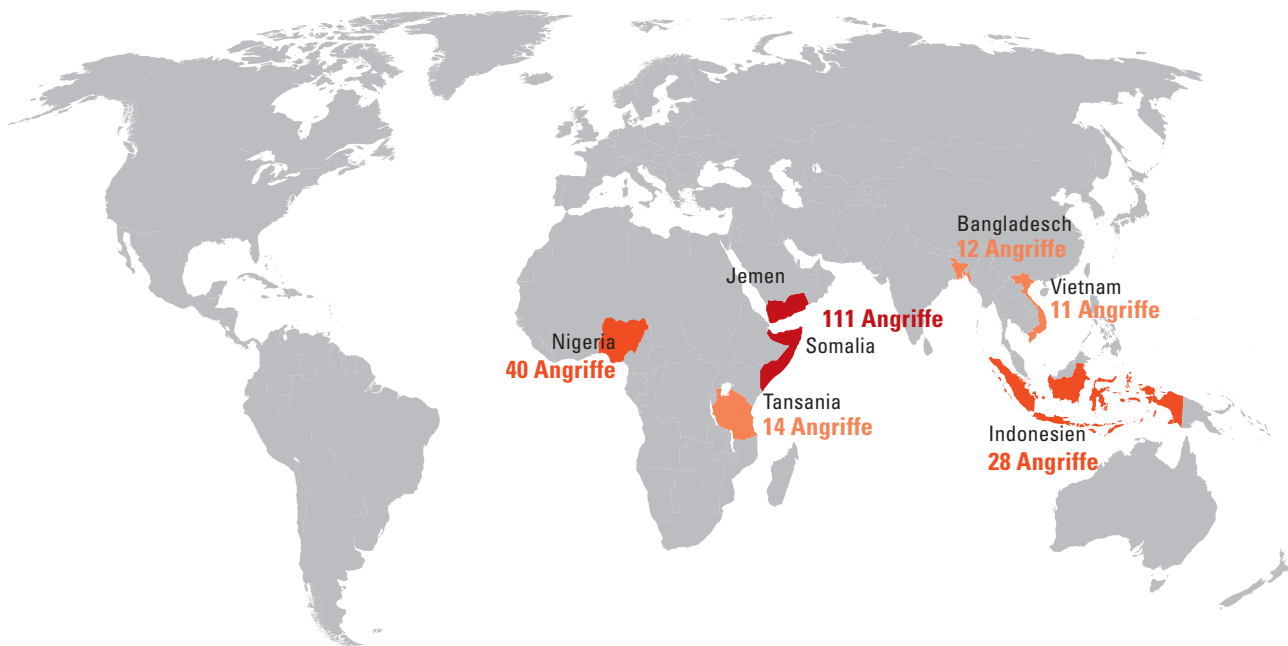 Bangladesch
12 Angriffe
Jemen
Vietnam
11 Angriffe
111 Angriffe
Somalia
Nigeria
40 Angriffe
Tansania
14 Angriffe
Indonesien
28 Angriffe